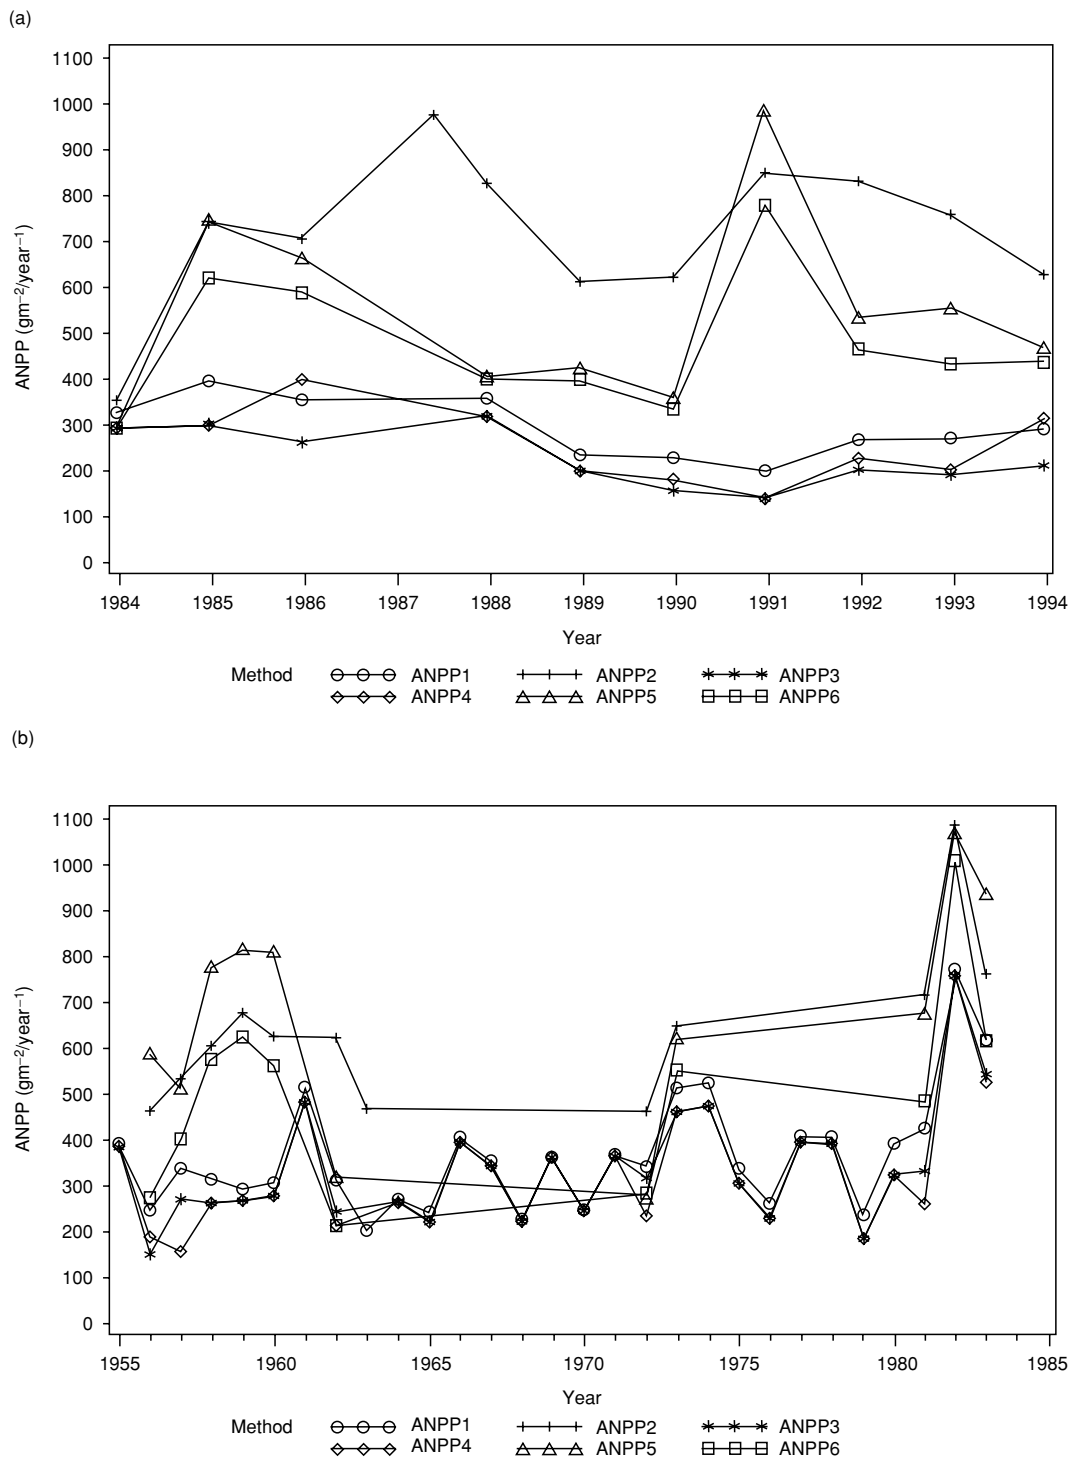 (a)
1100
1000
900
800
700
600
500
400
300
200
100
0
ANPP (gm⁻²/year⁻¹)
1984 1985 1986 1987 1988 1989 1990 1991 1992 1993 1994
Year
Method ANPP1 ANPP2 ANPP3
ANPP4 ANPP5 ANPP6
(b)
1100
1000
900
800
700
600
500
400
300
200
100
0
ANPP (gm⁻²/year⁻¹)
1955 1960 1965 1970 1975 1980 1985
Year
Method ANPP1 ANPP2 ANPP3
ANPP4 ANPP5 ANPP6